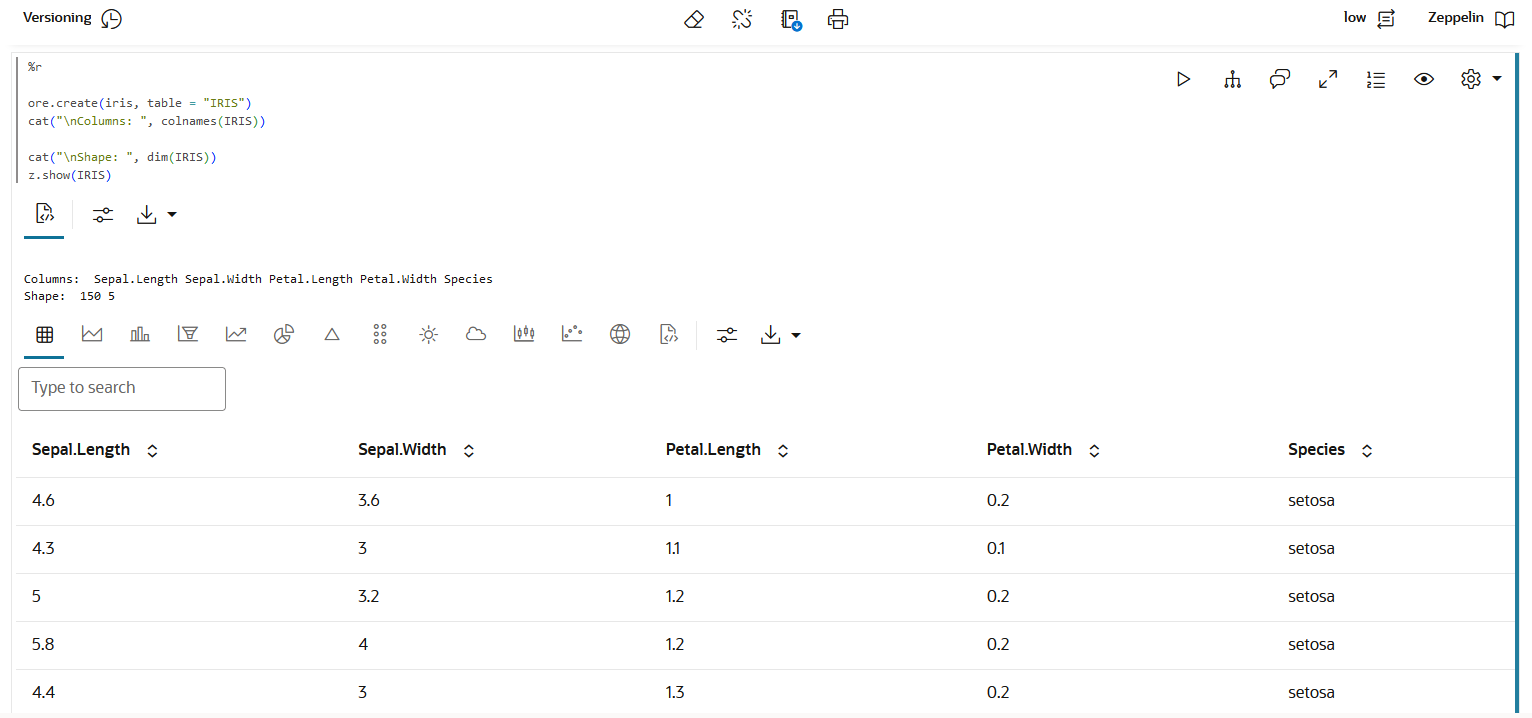 Versioning low Zeppelin
%r
ore.create(iris, table = "IRIS")
cat("\nColumns: ", colnames(IRIS))
cat("\nShape: ", dim(IRIS))
z.show(IRIS)
Columns:  Sepal.Length Sepal.Width Petal.Length Petal.Width Species
Shape:  150 5
Type to search
Sepal.Length Sepal.Width Petal.Length Petal.Width Species
4.6 3.6 1 0.2 setosa
4.3 3 1.1 0.1 setosa
5 3.2 1.2 0.2 setosa
5.8 4 1.2 0.2 setosa
4.4 3 1.3 0.2 setosa